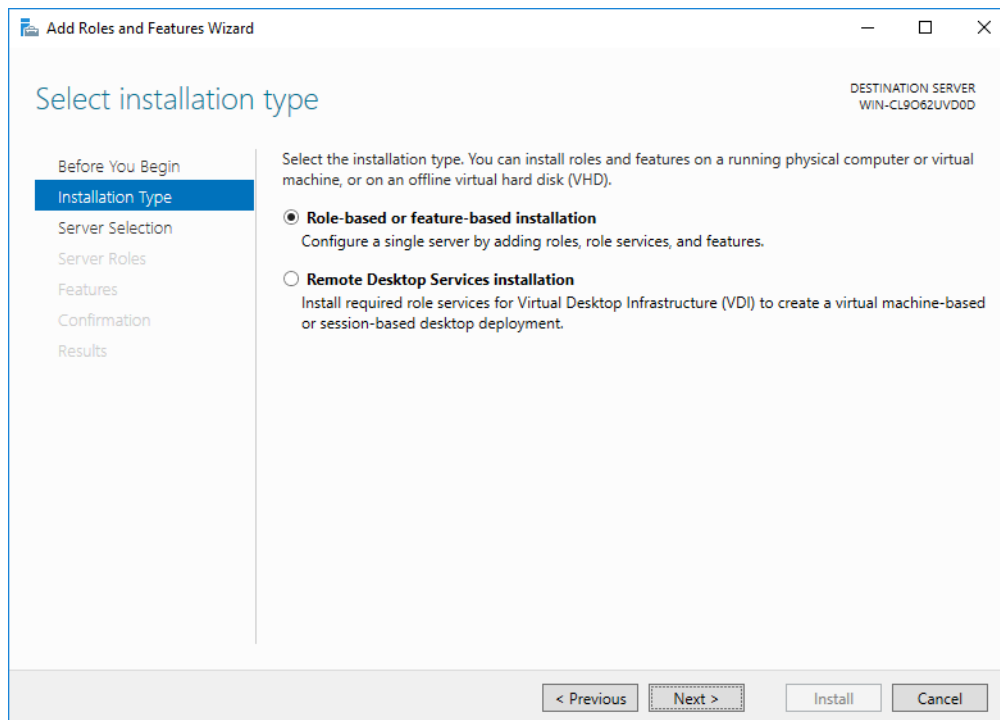 Add Roles and Features Wizard
Select installation type
DESTINATION SERVER
WIN-CL9O62UVD0D
Before You Begin
Installation Type
Server Selection
Server Roles
Features
Confirmation
Results
Select the installation type. You can install roles and features on a running physical computer or virtual
machine, or on an offline virtual hard disk (VHD).
Role-based or feature-based installation
Configure a single server by adding roles, role services, and features.
Remote Desktop Services installation
Install required role services for Virtual Desktop Infrastructure (VDI) to create a virtual machine-based
or session-based desktop deployment.
< Previous
Next >
Install
Cancel